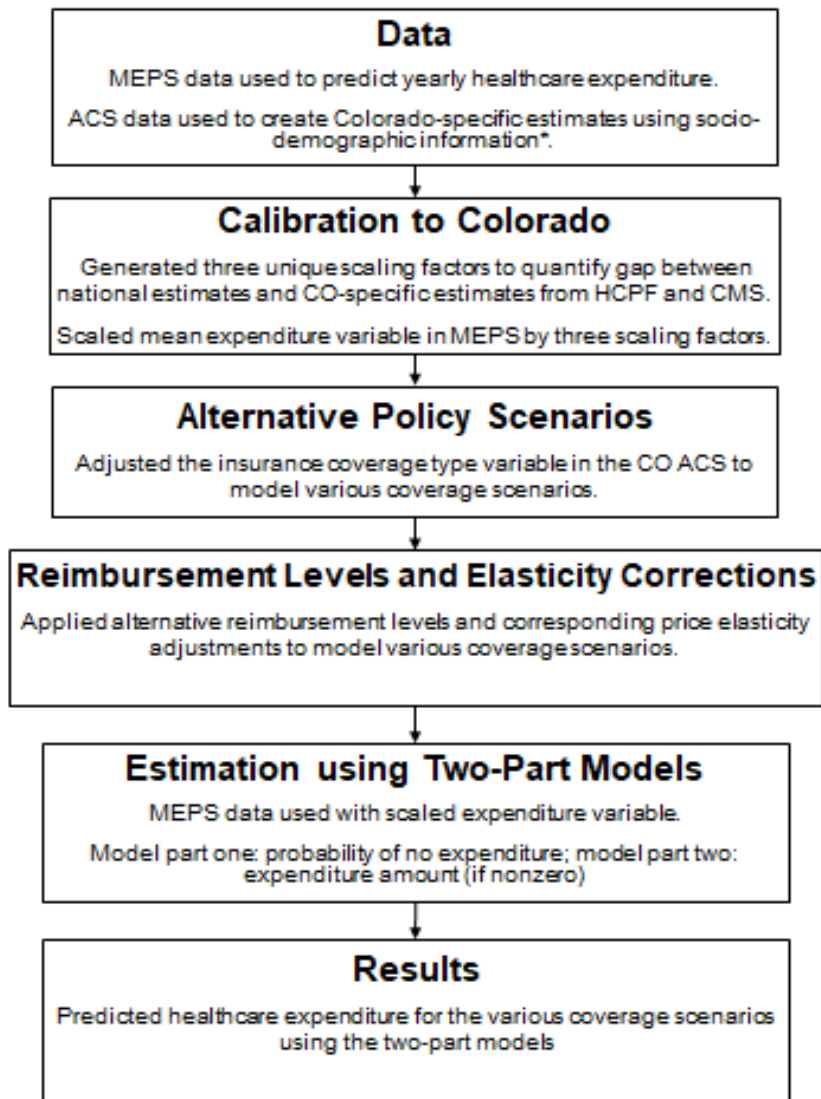 Data
MEPS data used to predict yearly healthcare expenditure.
ACS data used to create Colorado-specific estimates using socio-
demographic information*.
Calibration to Colorado
Generated three unique scaling factors to quantify gap between
national estimates and CO-specific estimates from HCPF and CMS.
Scaled mean expenditure variable in MEPS by three scaling factors.
Alternative Policy Scenarios
Adjusted the insurance coverage type variable in the CO ACS to
model various coverage scenarios.
Reimbursement Levels and Elasticity Corrections
Applied alternative reimbursement levels and corresponding price elasticity
adjustments to model various coverage scenarios.
Estimation using Two-Part Models
MEPS data used with scaled expenditure variable.
Model part one: probability of no expenditure; model part two:
expenditure amount (if nonzero)
Results
Predicted healthcare expenditure for the various coverage scenarios
using the two-part models